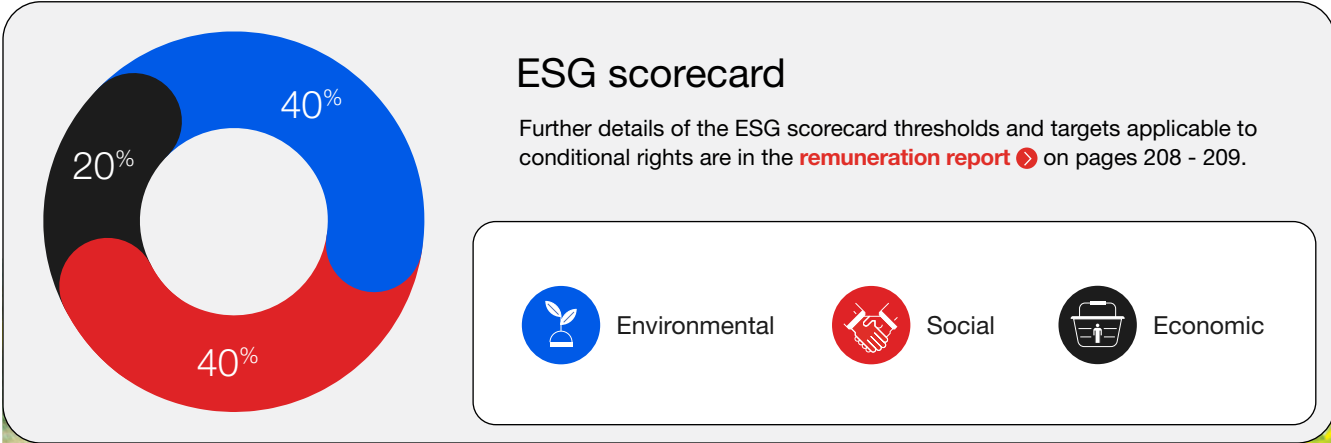 40%
20%
40%
ESG scorecard
Further details of the ESG scorecard thresholds and targets applicable to
conditional rights are in the remuneration report on pages 208 - 209.
Environmental
Social
Economic